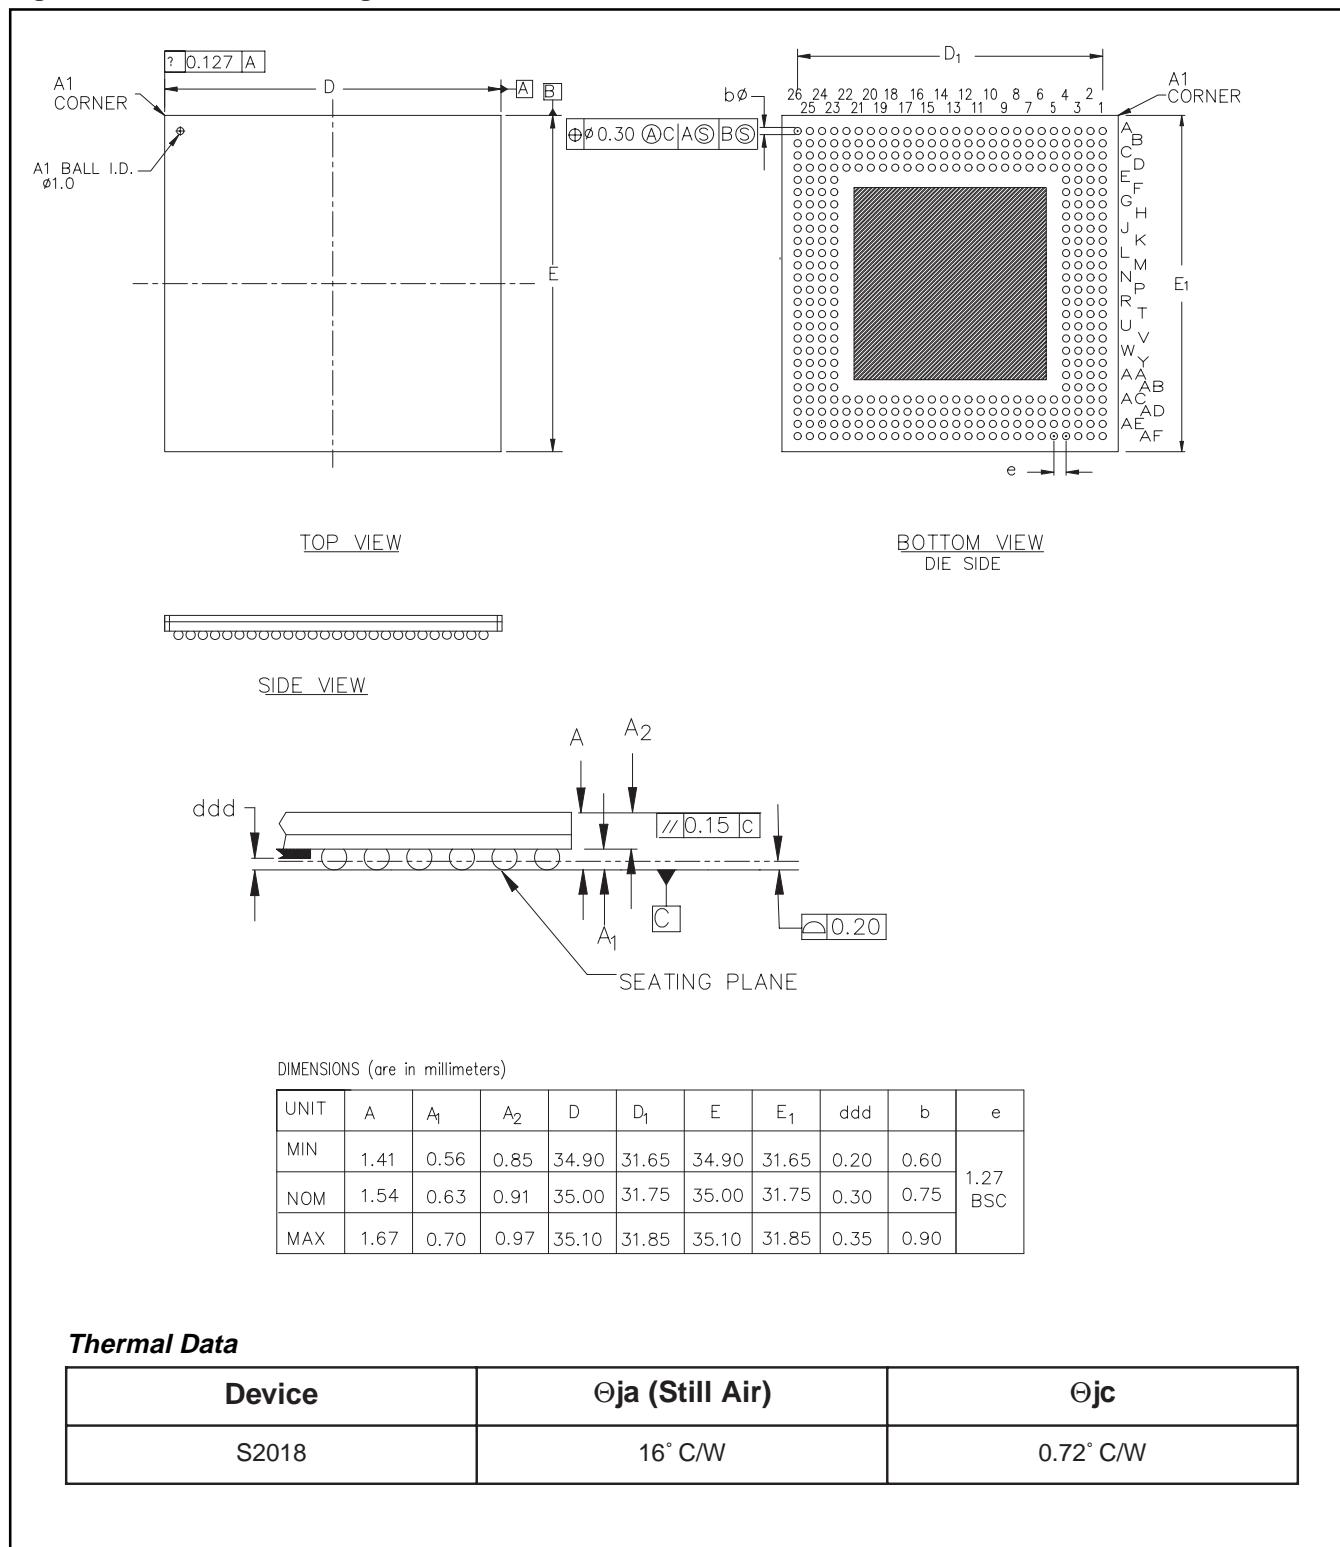 ? 0.127 A
A1
CORNER
D
A
B
A1 BALL I.D.
ø1.0
E
TOP VIEW
D1
bø
26 24 22 20 18 16 14 12 10 8 6 4 2
25 23 21 19 17 15 13 11 9 7 5 3 1
A1
CORNER
⌖ ø 0.30 Ⓐ C A Ⓢ B Ⓢ
A
B
C
D
E
F
G
H
J
K
L
M
N
P
R
T
U
V
W
Y
AA
AB
AC
AD
AE
AF
E1
e
BOTTOM VIEW
DIE SIDE
SIDE VIEW
A
A2
ddd
// 0.15 C
C
A1
0.20
SEATING PLANE
DIMENSIONS (are in millimeters)
UNIT A A1 A2 D D1 E E1 ddd b e
MIN 1.41 0.56 0.85 34.90 31.65 34.90 31.65 0.20 0.60
NOM 1.54 0.63 0.91 35.00 31.75 35.00 31.75 0.30 0.75
MAX 1.67 0.70 0.97 35.10 31.85 35.10 31.85 0.35 0.90
1.27
BSC
Thermal Data
Device Θja (Still Air) Θjc
S2018 16° C/W 0.72° C/W